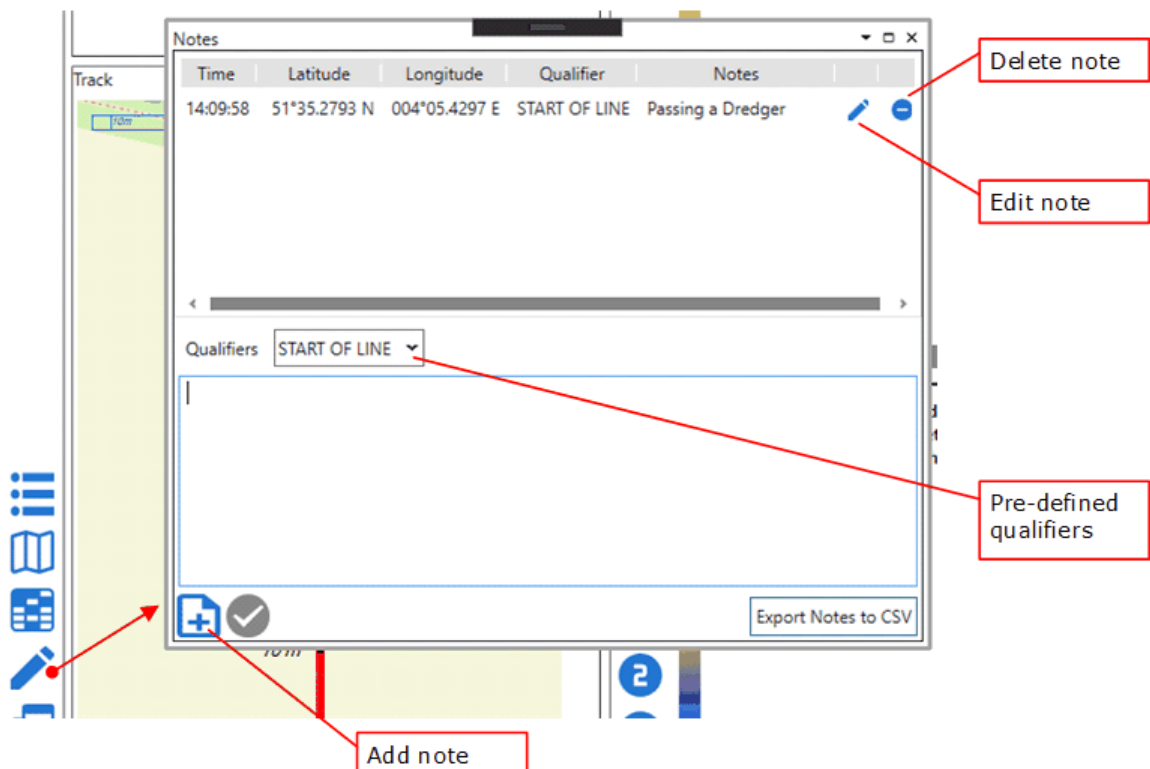 Notes
Delete note
Track
Time Latitude Longitude Qualifier Notes
14:09:58 51°35.2793 N 004°05.4297 E START OF LINE Passing a Dredger
10m
Edit note
Qualifiers START OF LINE
Pre-defined
qualifiers
Export Notes to CSV
10m
2
Add note